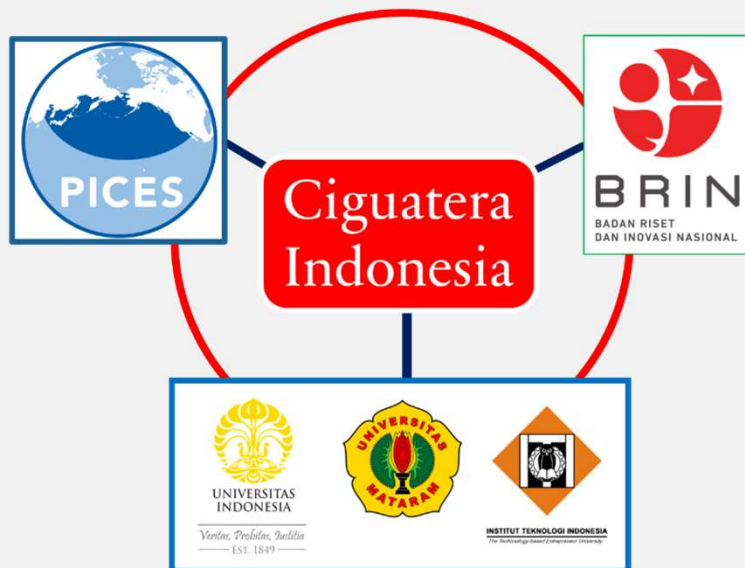 PICES
Ciguatera
Indonesia
BRIN
BADAN RISET
DAN INOVASI NASIONAL
UNIVERSITAS
INDONESIA
Veritas, Probitas, Justitia
EST. 1849
UNIVERSITAS
MATARAM
INSTITUT TEKNOLOGI INDONESIA
The Technology-based Entrepreneur University